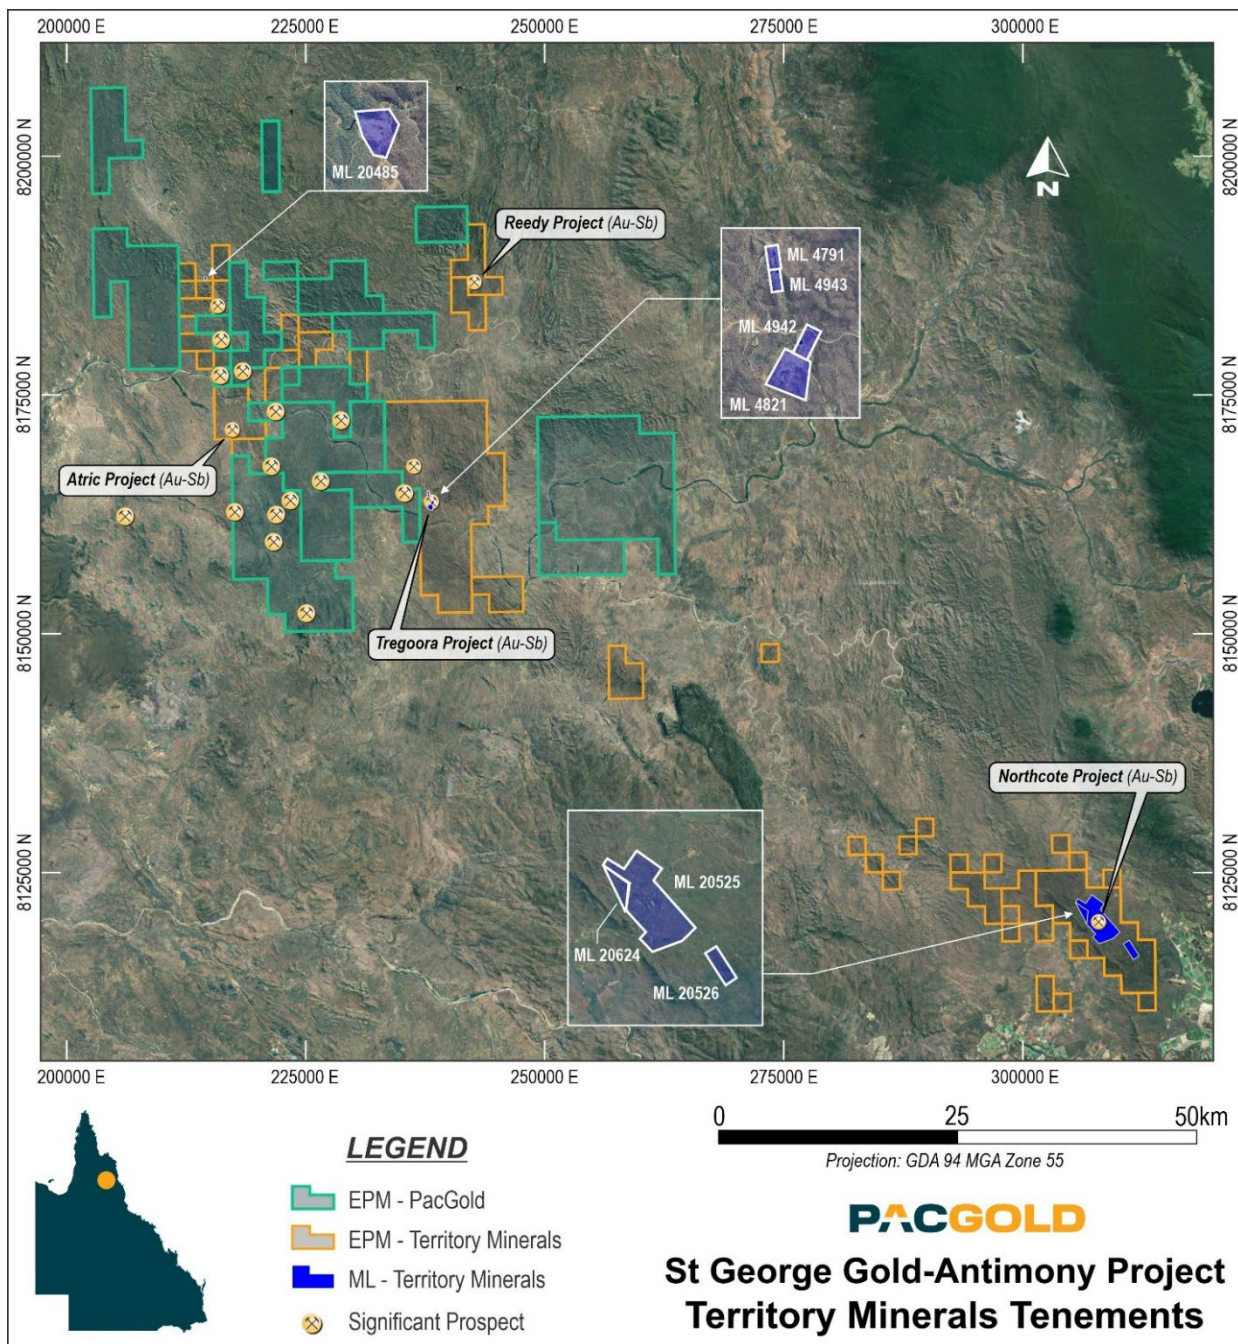 200000 E
225000 E
250000 E
275000 E
300000 E
8200000 N
8200000 N
ML 20485
N
Reedy Project (Au-Sb)
ML 4791
ML 4943
ML 4942
ML 4821
8175000 N
8175000 N
Atric Project (Au-Sb)
Tregoora Project (Au-Sb)
8150000 N
8150000 N
Northcote Project (Au-Sb)
ML 20525
ML 20624
ML 20526
8125000 N
8125000 N
200000 E
225000 E
250000 E
275000 E
300000 E
0
25
50km
Projection: GDA 94 MGA Zone 55
LEGEND
EPM - PacGold
EPM - Territory Minerals
ML - Territory Minerals
Significant Prospect
PACGOLD
St George Gold-Antimony Project
Territory Minerals Tenements